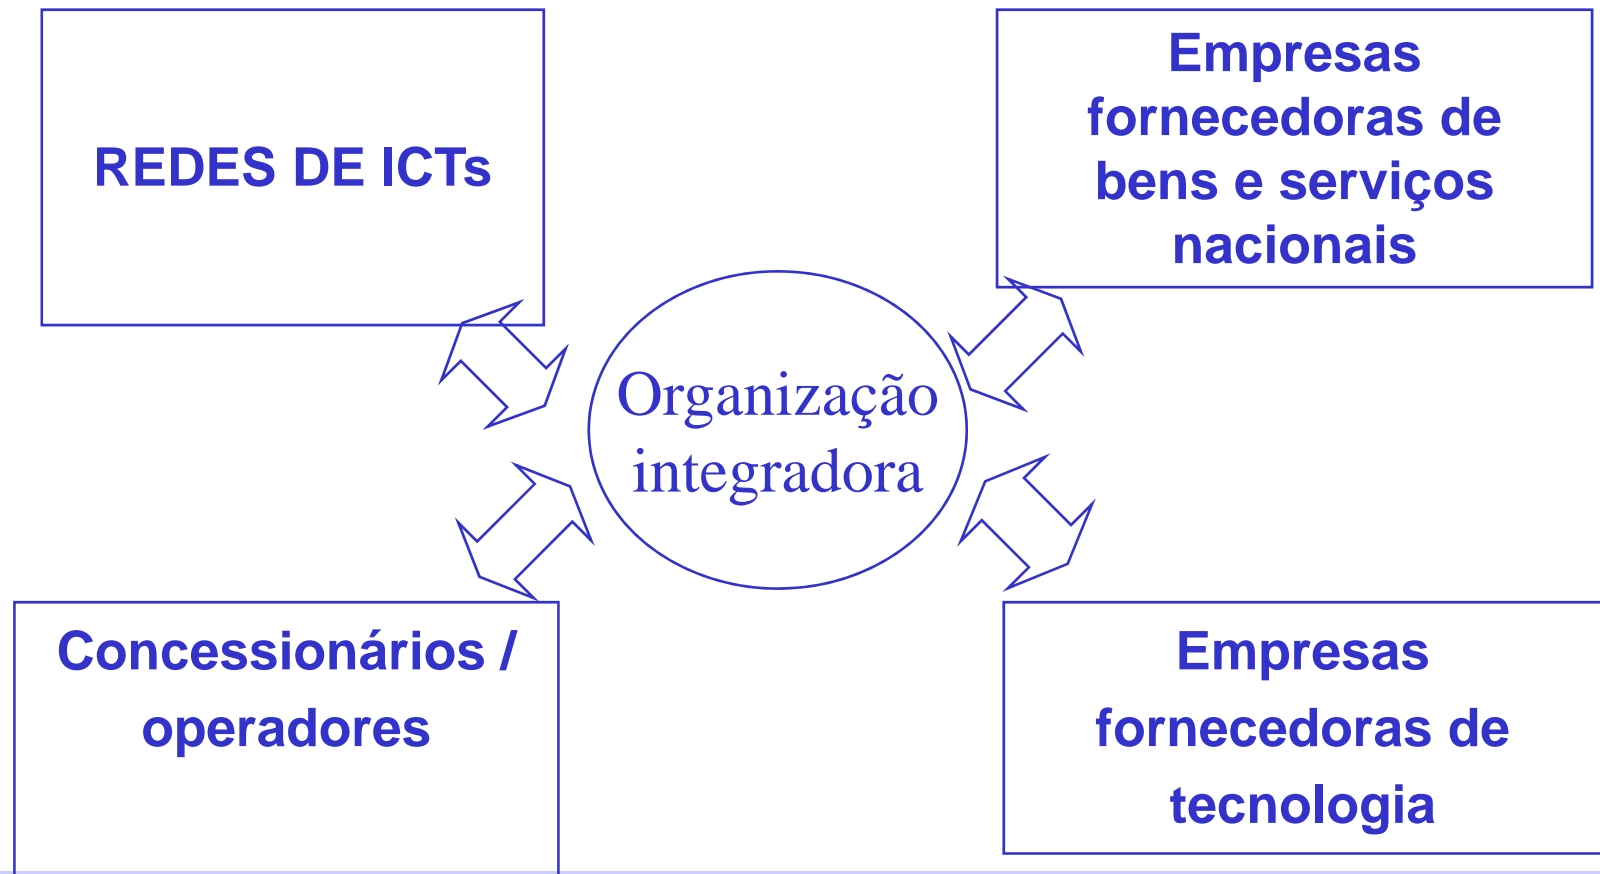 REDES DE ICTs
Empresas
fornecedoras de
bens e serviços
nacionais
Organização
integradora
Concessionários /
operadores
Empresas
fornecedoras de
tecnologia